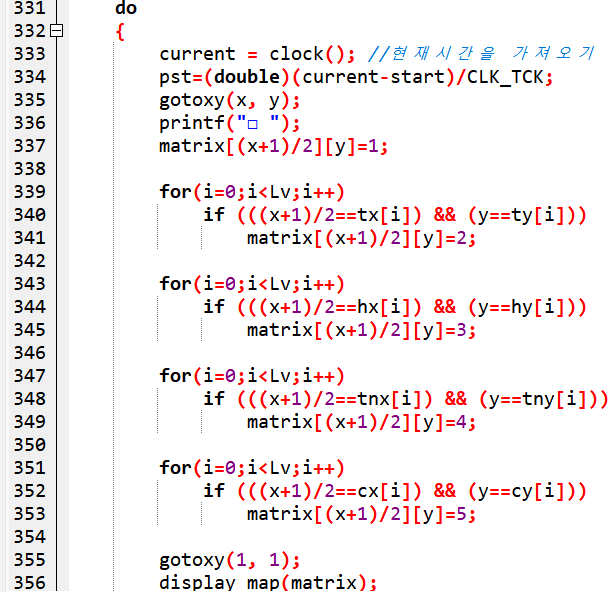 331 do
332 {
333 current = clock(); //현재시간을 가져오기
334 pst=(double)(current-start)/CLK_TCK;
335 gotoxy(x, y);
336 printf("□ ");
337 matrix[(x+1)/2][y]=1;
338
339 for(i=0;i<Lv;i++)
340 if (((x+1)/2==tx[i]) && (y==ty[i]))
341 matrix[(x+1)/2][y]=2;
342
343 for(i=0;i<Lv;i++)
344 if (((x+1)/2==hx[i]) && (y==hy[i]))
345 matrix[(x+1)/2][y]=3;
346
347 for(i=0;i<Lv;i++)
348 if (((x+1)/2==tnx[i]) && (y==tny[i]))
349 matrix[(x+1)/2][y]=4;
350
351 for(i=0;i<Lv;i++)
352 if (((x+1)/2==cx[i]) && (y==cy[i]))
353 matrix[(x+1)/2][y]=5;
354
355 gotoxy(1, 1);
356 display_map(matrix);